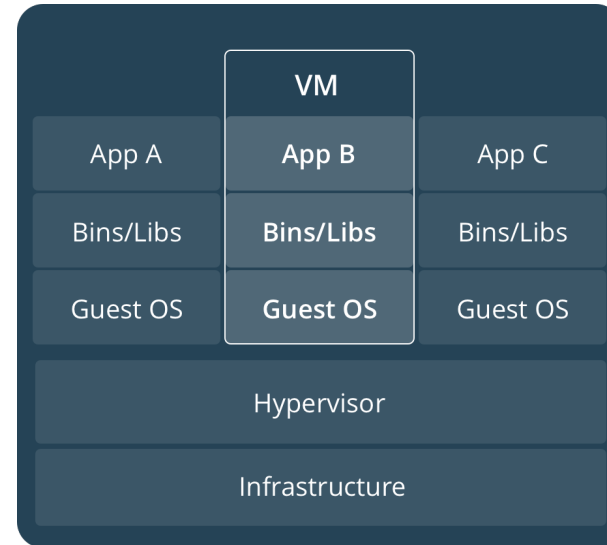 VM
App A
App B
App C
Bins/Libs
Bins/Libs
Bins/Libs
Guest OS
Guest OS
Guest OS
Hypervisor
Infrastructure